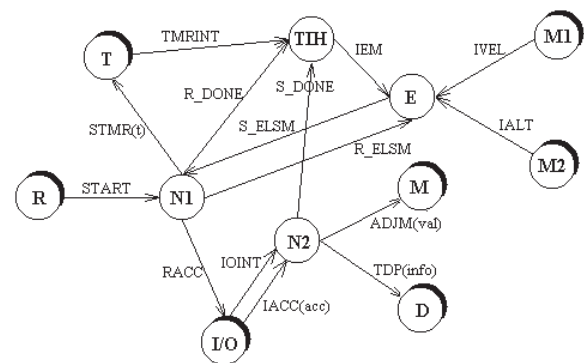 TMRINT
TIH
M1
T
IEM
IVEL
R_DONE
S_DONE
E
STMR(t)
S_ELSM
IALT
R_ELSM
M2
START
M
R
N1
ADJM(val)
N2
RACC
IOINT
TDP(info)
IACC(acc)
D
I/O